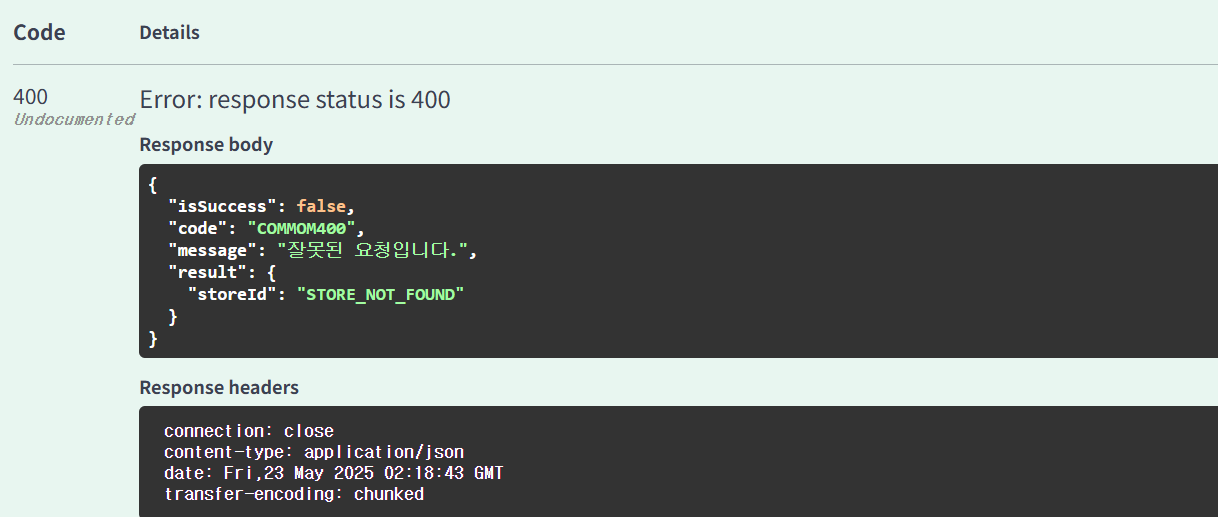 Code Details
400 Error: response status is 400
Undocumented
Response body
{
  "isSuccess": false,
  "code": "COMMOM400",
  "message": "잘못된 요청입니다.",
  "result": {
    "storeId": "STORE_NOT_FOUND"
  }
}
Response headers
connection: close
content-type: application/json
date: Fri,23 May 2025 02:18:43 GMT
transfer-encoding: chunked